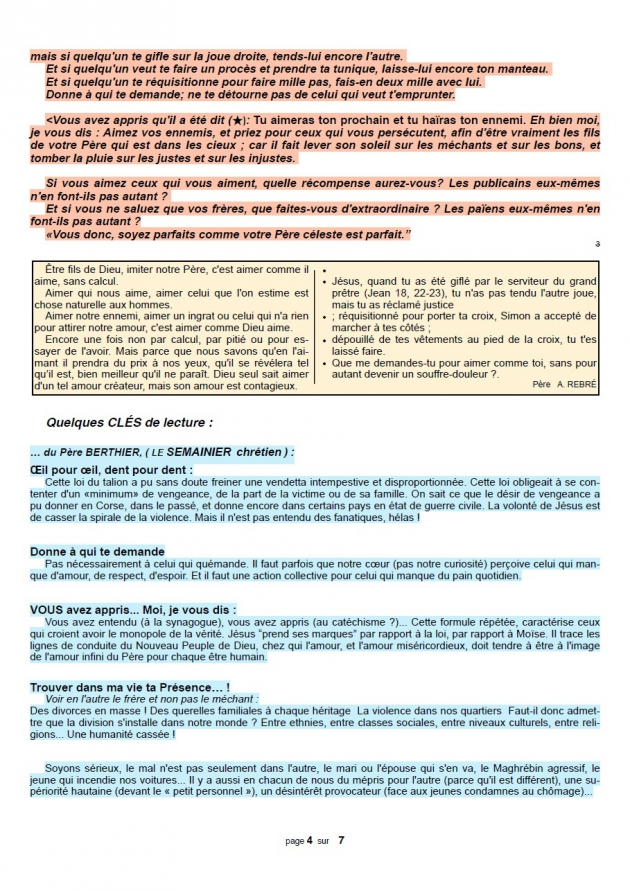 mais si quelqu'un te gifle sur la joue droite, tends-lui encore l'autre.
Et si quelqu'un veut te faire un procès et prendre ta tunique, laisse-lui encore ton manteau.
Et si quelqu'un te réquisitionne pour faire mille pas, fais-en deux mille avec lui.
Donne à qui te demande; ne te détourne pas de celui qui veut t'emprunter.
<Vous avez appris qu'il a été dit (★): Tu aimeras ton prochain et tu haïras ton ennemi. Eh bien moi,
je vous dis : Aimez vos ennemis, et priez pour ceux qui vous persécutent, afin d'être vraiment les fils
de votre Père qui est dans les cieux ; car il fait lever son soleil sur les méchants et sur les bons, et
tomber la pluie sur les justes et sur les injustes.
Si vous aimez ceux qui vous aiment, quelle récompense aurez-vous? Les publicains eux-mêmes
n'en font-ils pas autant ?
Et si vous ne saluez que vos frères, que faites-vous d'extraordinaire ? Les païens eux-mêmes n'en
font-ils pas autant ?
«Vous donc, soyez parfaits comme votre Père céleste est parfait.”
3
Être fils de Dieu, imiter notre Père, c'est aimer comme il
aime, sans calcul.
Aimer qui nous aime, aimer celui que l'on estime est
chose naturelle aux hommes.
Aimer notre ennemi, aimer un ingrat ou celui qui n'a rien
pour attirer notre amour, c'est aimer comme Dieu aime.
Encore une fois non par calcul, par pitié ou pour es-
sayer de l'avoir. Mais parce que nous savons qu'en l'ai-
mant il prendra du prix à nos yeux, qu'il se révélera tel
qu'il est, bien meilleur qu'il ne paraît. Dieu seul sait aimer
d'un tel amour créateur, mais son amour est contagieux.
•
• Jésus, quand tu as été giflé par le serviteur du grand
prêtre (Jean 18, 22-23), tu n'as pas tendu l'autre joue,
mais tu as réclamé justice
• ; réquisitionné pour porter ta croix, Simon a accepté de
marcher à tes côtés ;
• dépouillé de tes vêtements au pied de la croix, tu t'es
laissé faire.
• Que me demandes-tu pour aimer comme toi, sans pour
autant devenir un souffre-douleur ?.
Père A. REBRÉ
Quelques CLÉS de lecture :
… du Père BERTHIER, ( LE SEMAINIER chrétien ) :
Œil pour œil, dent pour dent :
Cette loi du talion a pu sans doute freiner une vendetta intempestive et disproportionnée. Cette loi obligeait à se con-
tenter d'un «minimum» de vengeance, de la part de la victime ou de sa famille. On sait ce que le désir de vengeance a
pu donner en Corse, dans le passé, et donne encore dans certains pays en état de guerre civile. La volonté de Jésus est
de casser la spirale de la violence. Mais il n'est pas entendu des fanatiques, hélas !
Donne à qui te demande
Pas nécessairement à celui qui quémande. Il faut parfois que notre cœur (pas notre curiosité) perçoive celui qui man-
que d'amour, de respect, d'espoir. Et il faut une action collective pour celui qui manque du pain quotidien.
VOUS avez appris... Moi, je vous dis :
Vous avez entendu (à la synagogue), vous avez appris (au catéchisme ?)... Cette formule répétée, caractérise ceux
qui croient avoir le monopole de la vérité. Jésus “prend ses marques” par rapport à la loi, par rapport à Moïse. Il trace les
lignes de conduite du Nouveau Peuple de Dieu, chez qui l'amour, et l'amour miséricordieux, doit tendre à être à l'image
de l'amour infini du Père pour chaque être humain.
Trouver dans ma vie ta Présence… !
Voir en l'autre le frère et non pas le méchant :
Des divorces en masse ! Des querelles familiales à chaque héritage La violence dans nos quartiers Faut-il donc admet-
tre que la division s'installe dans notre monde ? Entre ethnies, entre classes sociales, entre niveaux culturels, entre reli-
gions... Une humanité cassée !
Soyons sérieux, le mal n'est pas seulement dans l'autre, le mari ou l'épouse qui s'en va, le Maghrébin agressif, le
jeune qui incendie nos voitures... Il y a aussi en chacun de nous du mépris pour l'autre (parce qu'il est différent), une su-
périorité hautaine (devant le « petit personnel »), un désintérêt provocateur (face aux jeunes condamnes au chômage)...
page 4 sur 7